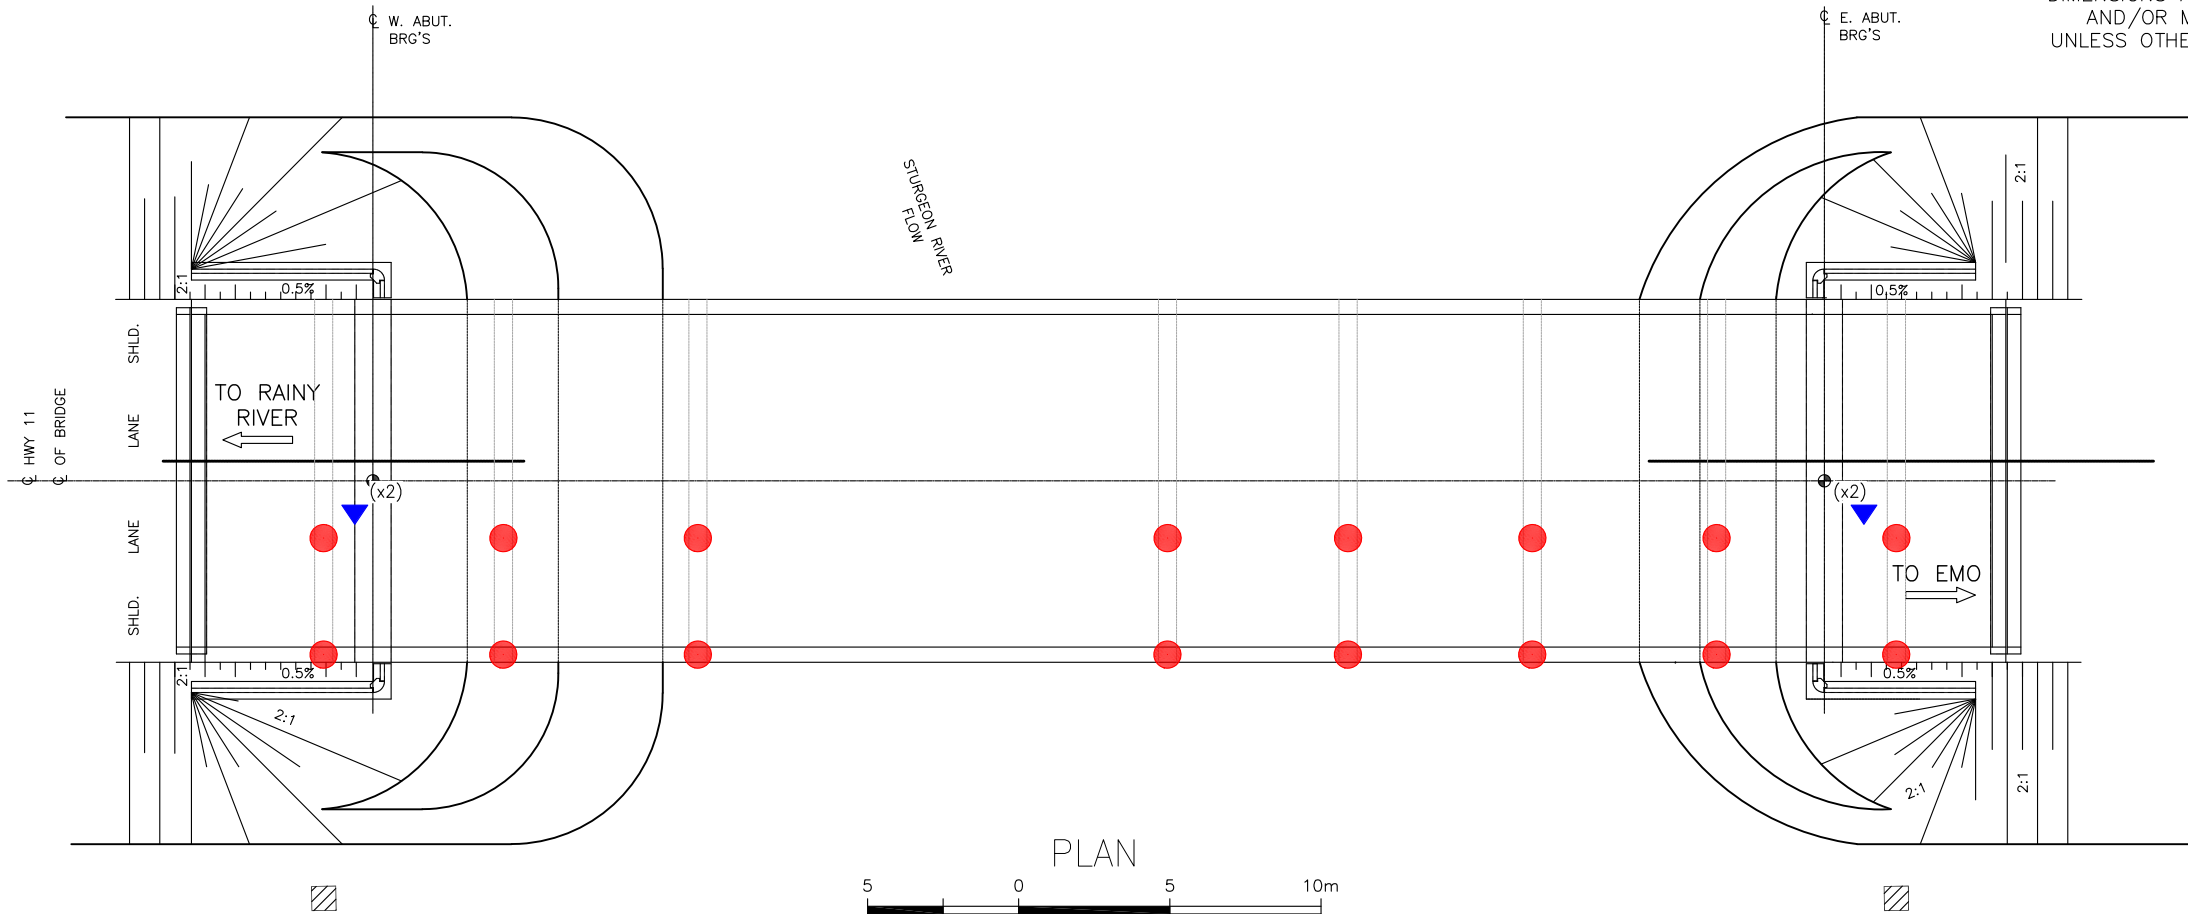 ℄ W. ABUT.
BRG'S
℄ E. ABUT.
BRG'S
AND/OR
UNLESS
STURGEON RIVER
FLOW
2:1
2:1
0.5%
0.5%
SHLD.
LANE
LANE
SHLD.
℄ HWY 11
℄ OF BRIDGE
TO RAINY
RIVER
(x2)
(x2)
TO EMO
2:1
0.5%
0.5%
2:1
2:1
2:1
PLAN
5 0 5 10m